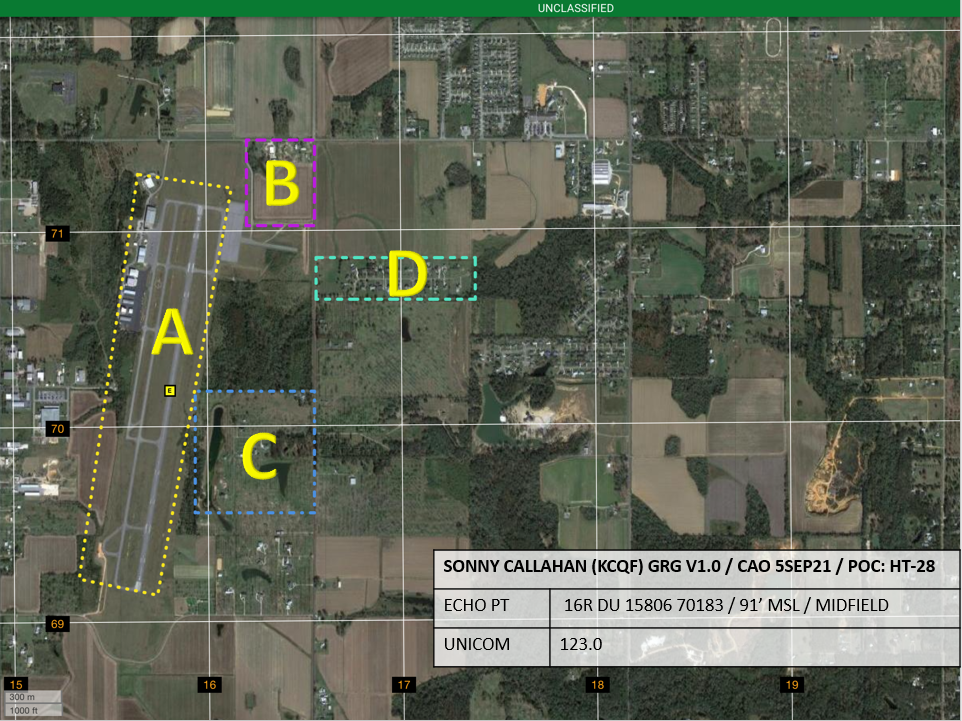 UNCLASSIFIED
B
71
D
A
E
70
C
SONNY CALLAHAN (KCQF) GRG V1.0 / CAO 5SEP21 / POC: HT-28
ECHO PT 16R DU 15806 70183 / 91’ MSL / MIDFIELD
69
UNICOM 123.0
15 16 17 18 19
300 m
1000 ft